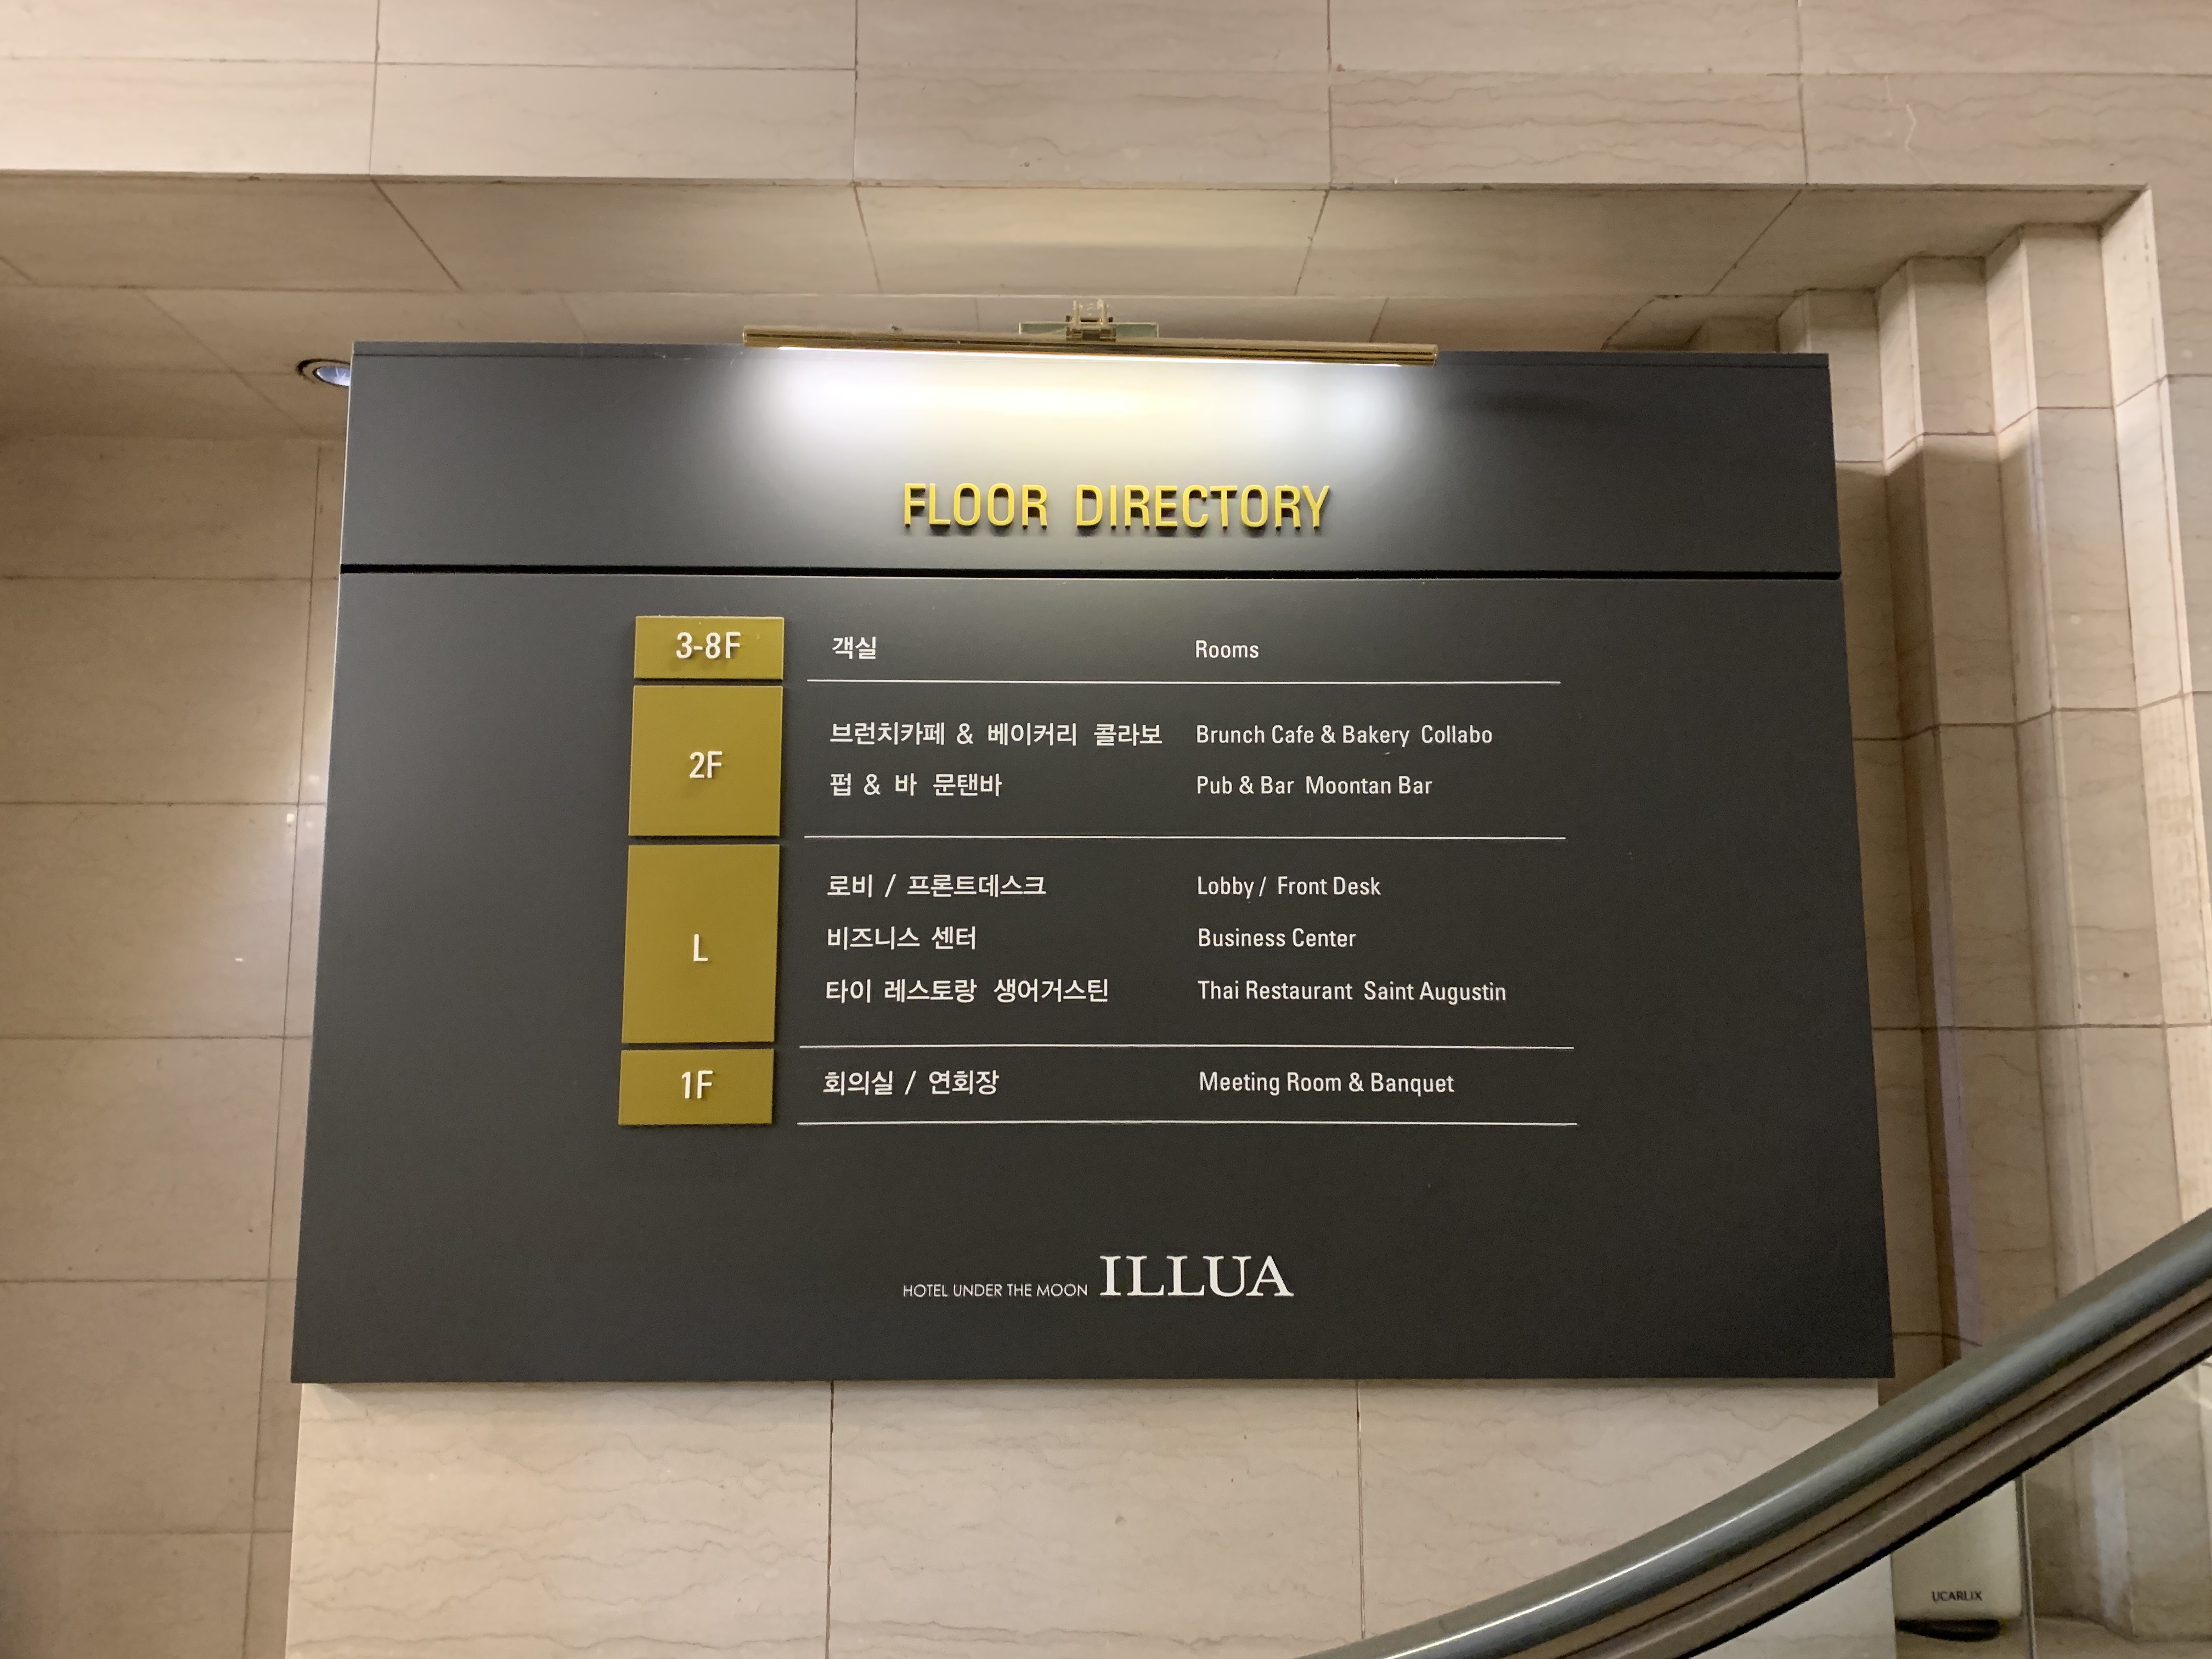 FLOOR DIRECTORY
3-8F 객실 Rooms
2F
브런치카페 & 베이커리 콜라보 Brunch Cafe & Bakery Collabo
펍 & 바 문탠바 Pub & Bar Moontan Bar
L
로비 / 프론트데스크 Lobby / Front Desk
비즈니스 센터 Business Center
타이 레스토랑 생어거스틴 Thai Restaurant Saint Augustin
1F 회의실 / 연회장 Meeting Room & Banquet
HOTEL UNDER THE MOON ILLUA
UCARLIX